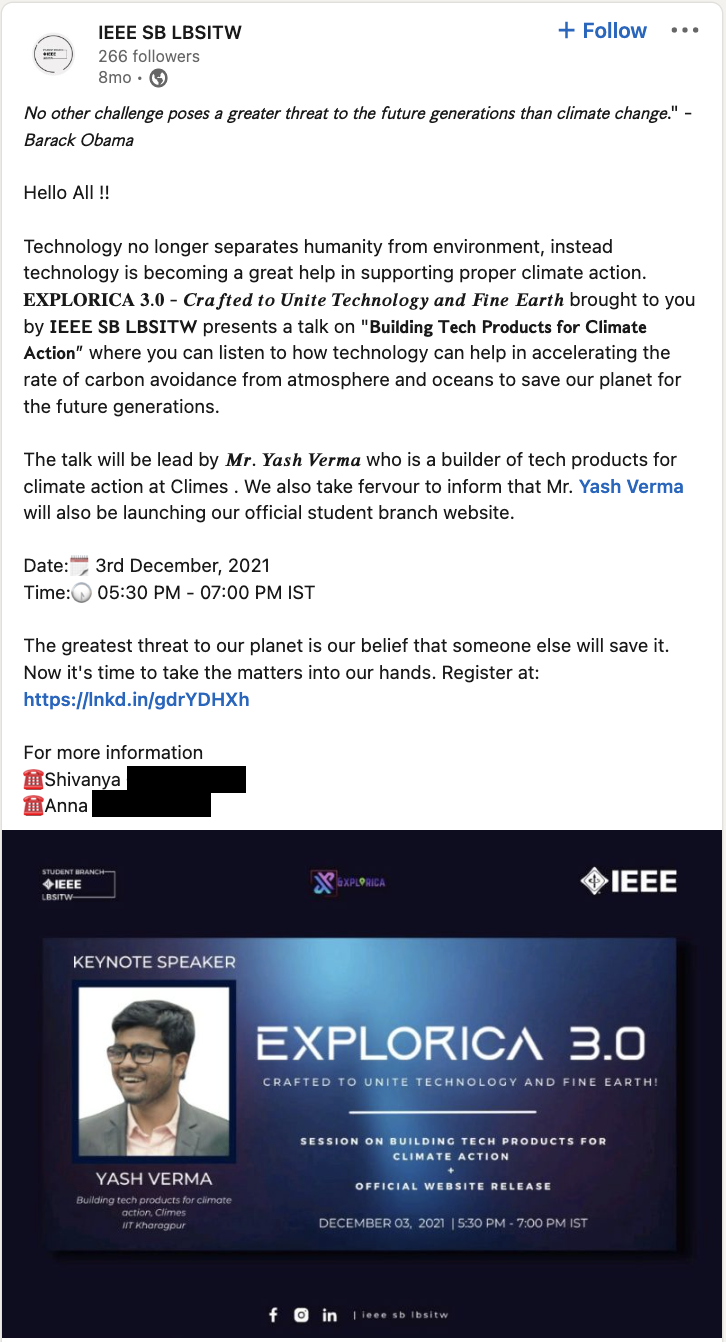 IEEE SB LBSITW
266 followers
8mo •
+ Follow •••
No other challenge poses a greater threat to the future generations than climate change." -
Barack Obama
Hello All !!
Technology no longer separates humanity from environment, instead
technology is becoming a great help in supporting proper climate action.
EXPLORICA 3.0 - Crafted to Unite Technology and Fine Earth brought to you
by IEEE SB LBSITW presents a talk on "Building Tech Products for Climate
Action" where you can listen to how technology can help in accelerating the
rate of carbon avoidance from atmosphere and oceans to save our planet for
the future generations.
The talk will be lead by Mr. Yash Verma who is a builder of tech products for
climate action at Climes . We also take fervour to inform that Mr. Yash Verma
will also be launching our official student branch website.
Date:🗓️ 3rd December, 2021
Time:🕠 05:30 PM - 07:00 PM IST
The greatest threat to our planet is our belief that someone else will save it.
Now it's time to take the matters into our hands. Register at:
https://lnkd.in/gdrYDHXh
For more information
☎️Shivanya
☎️Anna
STUDENT BRANCH
IEEE
LBSITW
EXPLORICA
IEEE
KEYNOTE SPEAKER
YASH VERMA
Building tech products for climate
action, Climes
IIT Kharagpur
EXPLORICA 3.0
CRAFTED TO UNITE TECHNOLOGY AND FINE EARTH!
SESSION ON BUILDING TECH PRODUCTS FOR
CLIMATE ACTION
+
OFFICIAL WEBSITE RELEASE
DECEMBER 03, 2021 | 5:30 PM - 7:00 PM IST
| ieee sb lbsitw